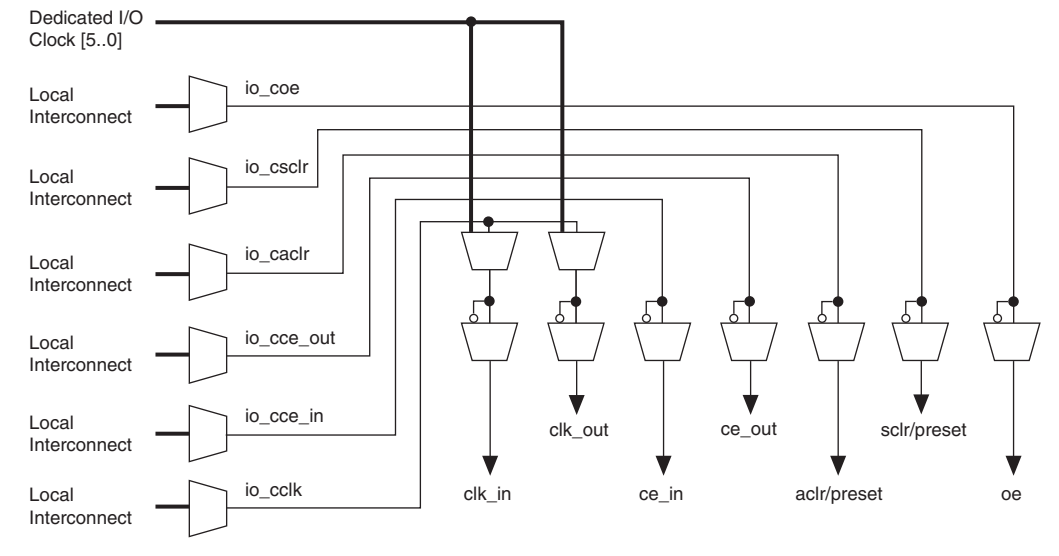 Dedicated I/O
Clock [5..0]
Local
Interconnect
io_coe
Local
Interconnect
io_csclr
Local
Interconnect
io_caclr
Local
Interconnect
io_cce_out
Local
Interconnect
io_cce_in
Local
Interconnect
io_cclk
clk_out
ce_out
sclr/preset
clk_in
ce_in
aclr/preset
oe